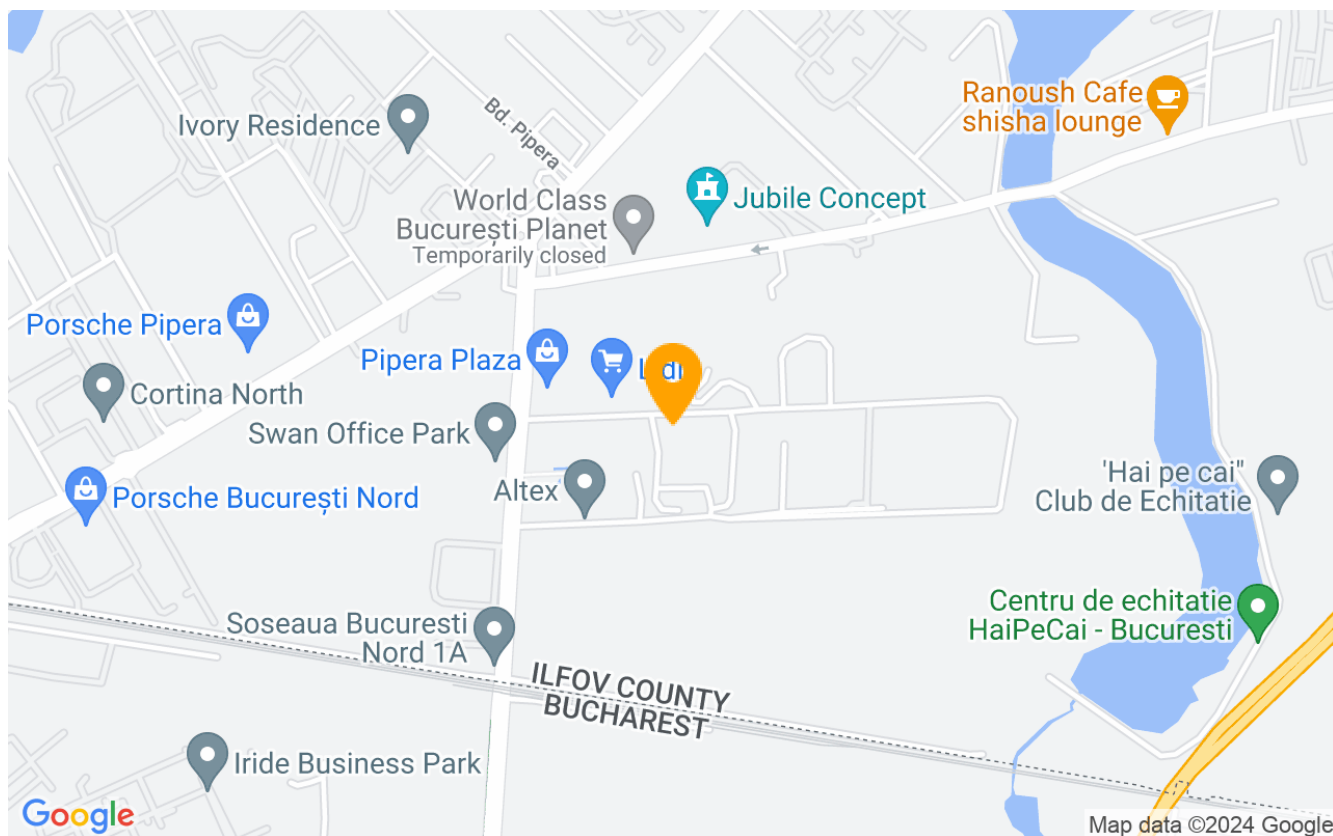 Ranoush Cafe
shisha lounge
Ivory Residence
Bd. Pipera
World Class
București Planet
Temporarily closed
Jubile Concept
Porsche Pipera
Pipera Plaza
Cortina North
Swan Office Park
Altex
Porsche București Nord
'Hai pe cai"
Club de Echitatie
Centru de echitatie
HaiPeCai - Bucuresti
Soseaua Bucuresti
Nord 1A
ILFOV COUNTY
BUCHAREST
Iride Business Park
Google
Map data ©2024 Google